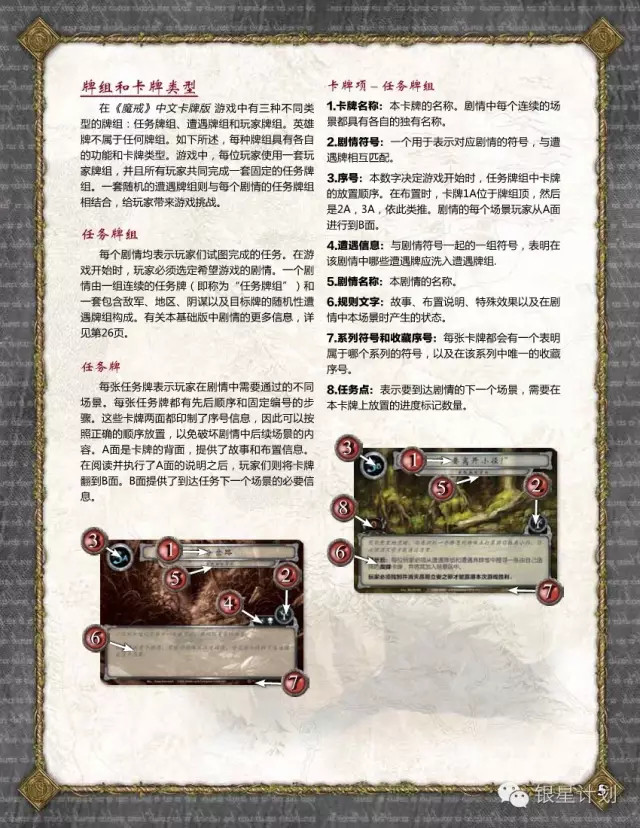 牌组和卡牌类型
在《魔戒》中文卡牌版 游戏中有三种不同类
型的牌组：任务牌组、遭遇牌组和玩家牌组。英雄
牌不属于任何牌组。如下所述，每种牌组具有各自
的功能和卡牌类型。游戏中，每位玩家使用一套玩
家牌组，并且所有玩家共同完成一套固定的任务牌
组。一套随机的遭遇牌组则与每个剧情的任务牌组
相结合，给玩家带来游戏挑战。
任务牌组
每个剧情均表示玩家们试图完成的任务。在游
戏开始时，玩家必须选定希望游戏的剧情。一个剧
情由一组连续的任务牌（即称为“任务牌组”）和
一套包含敌军、地区、阴谋以及目标牌的随机性遭
遇牌组构成。有关本基础版中剧情的更多信息，详
见第26页。
任务牌
每张任务牌表示玩家在剧情中需要通过的不同
场景。每张任务牌都有先后顺序和固定编号的步
骤。这些卡牌两面都印制了序号信息，因此可以按
照正确的顺序放置，以免破坏剧情中后续场景的内
容。A面是卡牌的背面，提供了故事和布置信息。
在阅读并执行了A面的说明之后，玩家们则将卡牌
翻到B面。B面提供了到达任务下一个场景的必要信
息。
3
1
5
2
4
6
7
卡牌项 – 任务牌组
1.卡牌名称：本卡牌的名称。剧情中每个连续的场
景都具有各自的独有名称。
2.剧情符号：一个用于表示对应剧情的符号，与遭
遇牌相互匹配。
3.序号：本数字决定游戏开始时，任务牌组中卡牌
的放置顺序。在布置时，卡牌1A位于牌组顶，然后
是2A，3A，依此类推。剧情的每个场景玩家从A面
进行到B面。
4.遭遇信息：与剧情符号一起的一组符号，表明在
该剧情中哪些遭遇牌应洗入遭遇牌组.
5.剧情名称：本剧情的名称。
6.规则文字：故事、布置说明、特殊效果以及在剧
情中本场景时产生的状态。
7.系列符号和收藏序号：每张卡牌都会有一个表明
属于哪个系列的符号，以及在该系列中唯一的收藏
序号。
8.任务点：表示要到达剧情的下一个场景，需要在
本卡牌上放置的进度标记数量。
3
1
5
2
8
6
7
5
银星计划